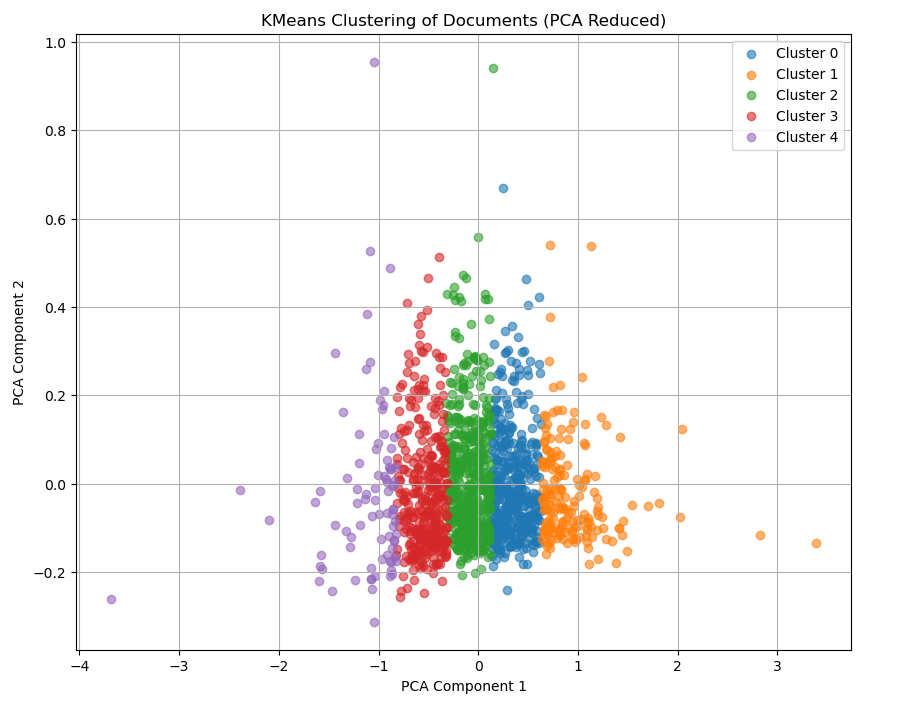 KMeans Clustering of Documents (PCA Reduced)
1.0
0.8
0.6
0.4
0.2
0.0
−0.2
PCA Component 2
Cluster 0
Cluster 1
Cluster 2
Cluster 3
Cluster 4
−4 −3 −2 −1 0 1 2 3
PCA Component 1